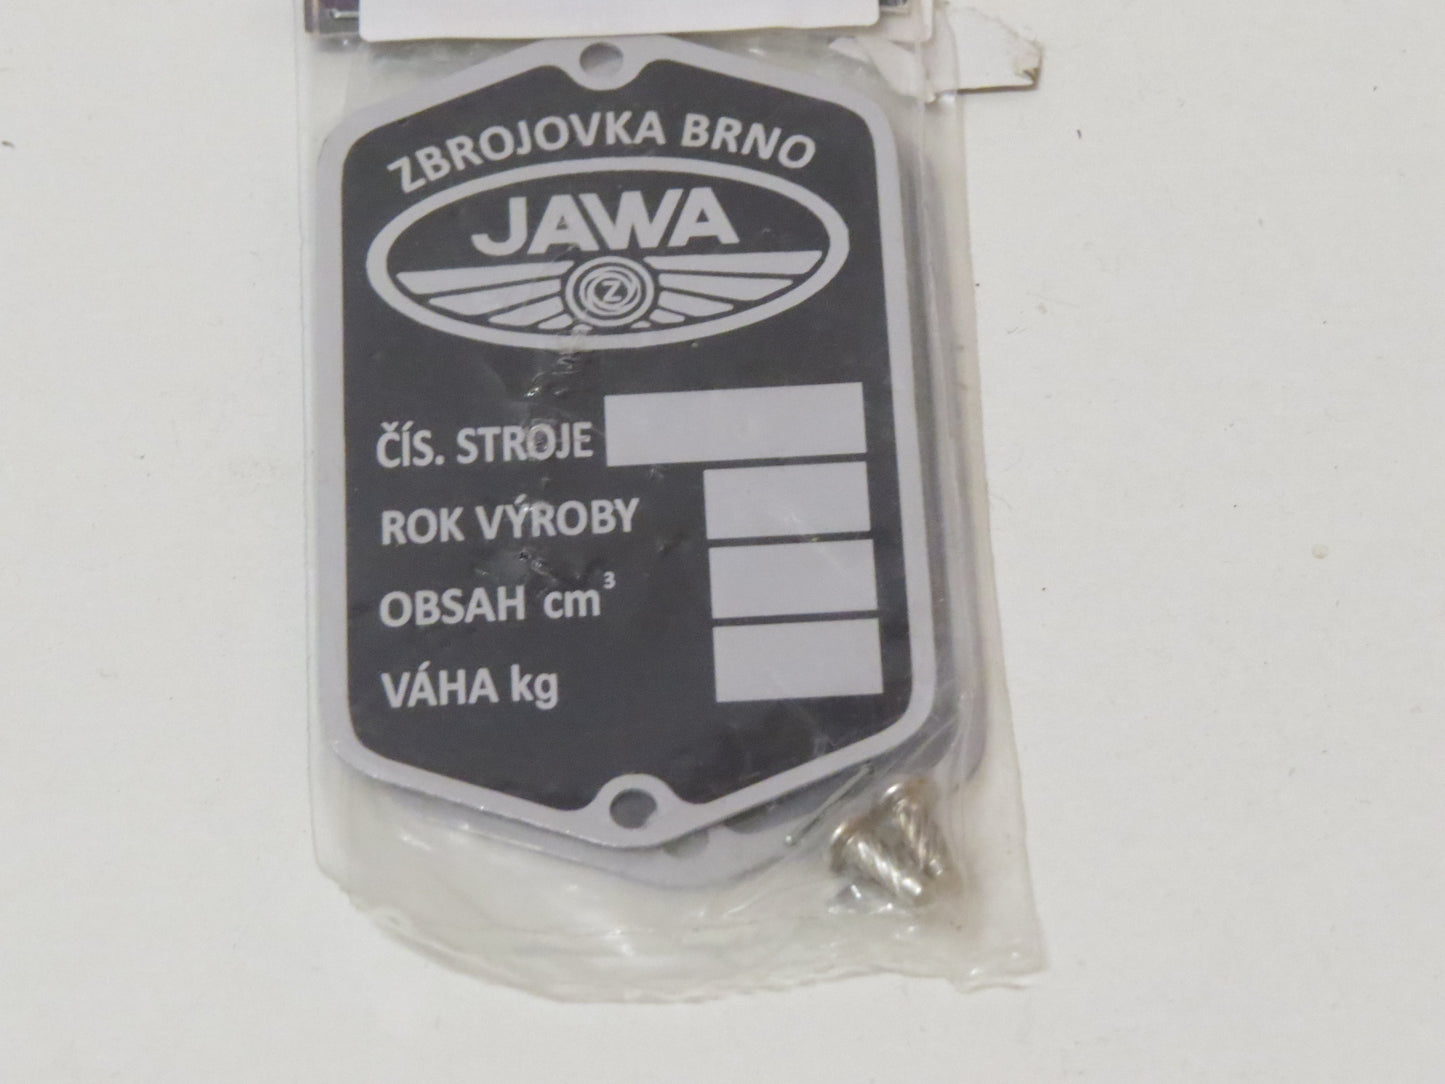 ZBROJOVKA BRNO
JAWA
Z
ČÍS. STROJE
ROK VÝROBY
OBSAH cm³
VÁHA kg